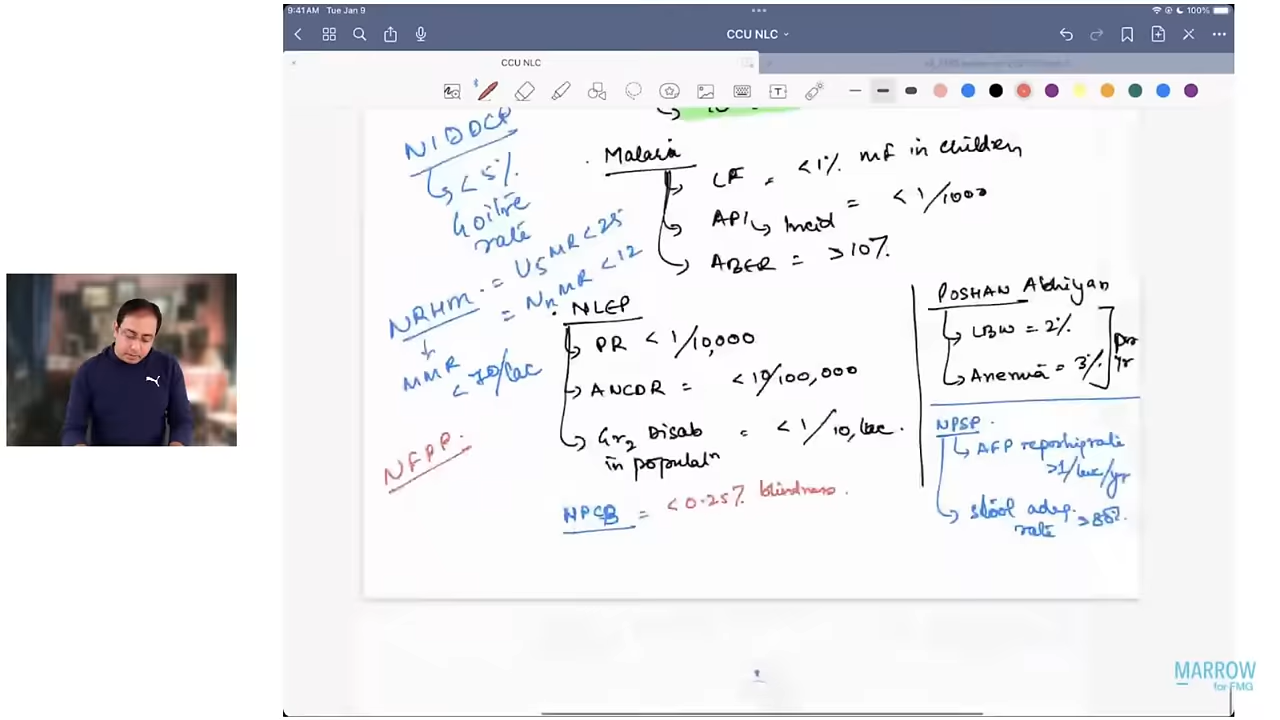 9:41 AM Tue Jan 9
100%
CCU NLC
CCU NLC
NIDDCP
<5%
Goitre
rate
NRHM = U5MR <25
= NnMR <12
MMR
< 70/lac
NFPP.
Malaria
LF = <1% mf in children
API Incid = < 1/1000
ABER = >10%
NLEP
PR < 1/10,000
ANCDR = <10/100,000
Gr2 Disab = < 1/10,lac.
in populatn
NPCB = <0.25% blindness.
POSHAN Abhiyan
LBW = 2%
Anemia = 3%
per
yr
NPSP.
AFP reporting rate
>1/lac/yr
Stool adeq.
rate >80%.
MARROW
for FMG